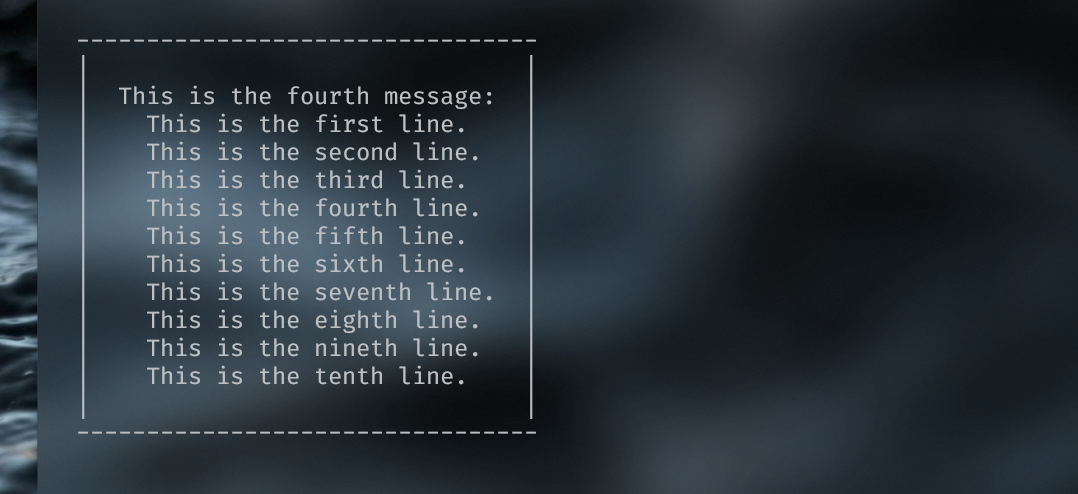 This is the fourth message:
This is the first line.
This is the second line.
This is the third line.
This is the fourth line.
This is the fifth line.
This is the sixth line.
This is the seventh line.
This is the eighth line.
This is the nineth line.
This is the tenth line.